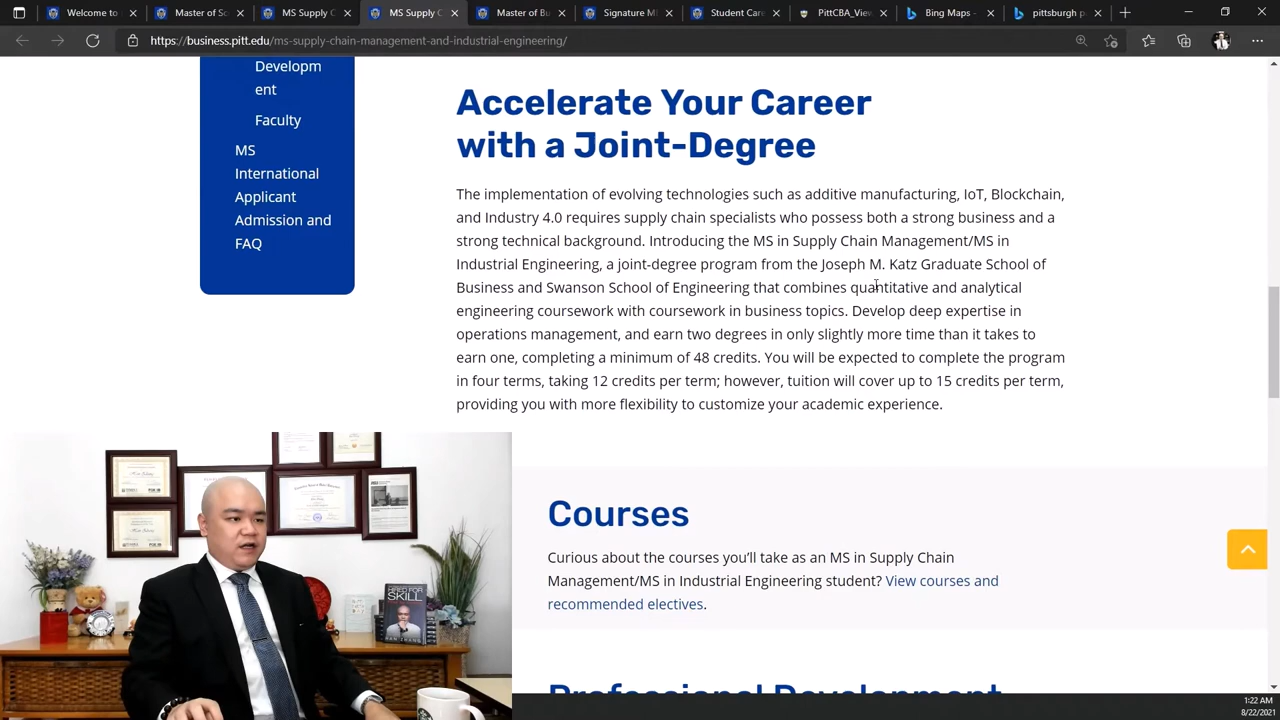 Welcome to
Master of Sc
MS Supply C
MS Supply C
Master of Bu
Signature M
Student Care
PittCBA_View
Bing Maps -
pittsburgh p
https://business.pitt.edu/ms-supply-chain-management-and-industrial-engineering/
Developm
ent
Faculty
MS
International
Applicant
Admission and
FAQ
Accelerate Your Career
with a Joint-Degree
The implementation of evolving technologies such as additive manufacturing, IoT, Blockchain,
and Industry 4.0 requires supply chain specialists who possess both a strong business and a
strong technical background. Introducing the MS in Supply Chain Management/MS in
Industrial Engineering, a joint-degree program from the Joseph M. Katz Graduate School of
Business and Swanson School of Engineering that combines quantitative and analytical
engineering coursework with coursework in business topics. Develop deep expertise in
operations management, and earn two degrees in only slightly more time than it takes to
earn one, completing a minimum of 48 credits. You will be expected to complete the program
in four terms, taking 12 credits per term; however, tuition will cover up to 15 credits per term,
providing you with more flexibility to customize your academic experience.
Courses
Curious about the courses you’ll take as an MS in Supply Chain
Management/MS in Industrial Engineering student? View courses and
recommended electives.
Professional Development
SKILL
1:22 AM
8/22/2021